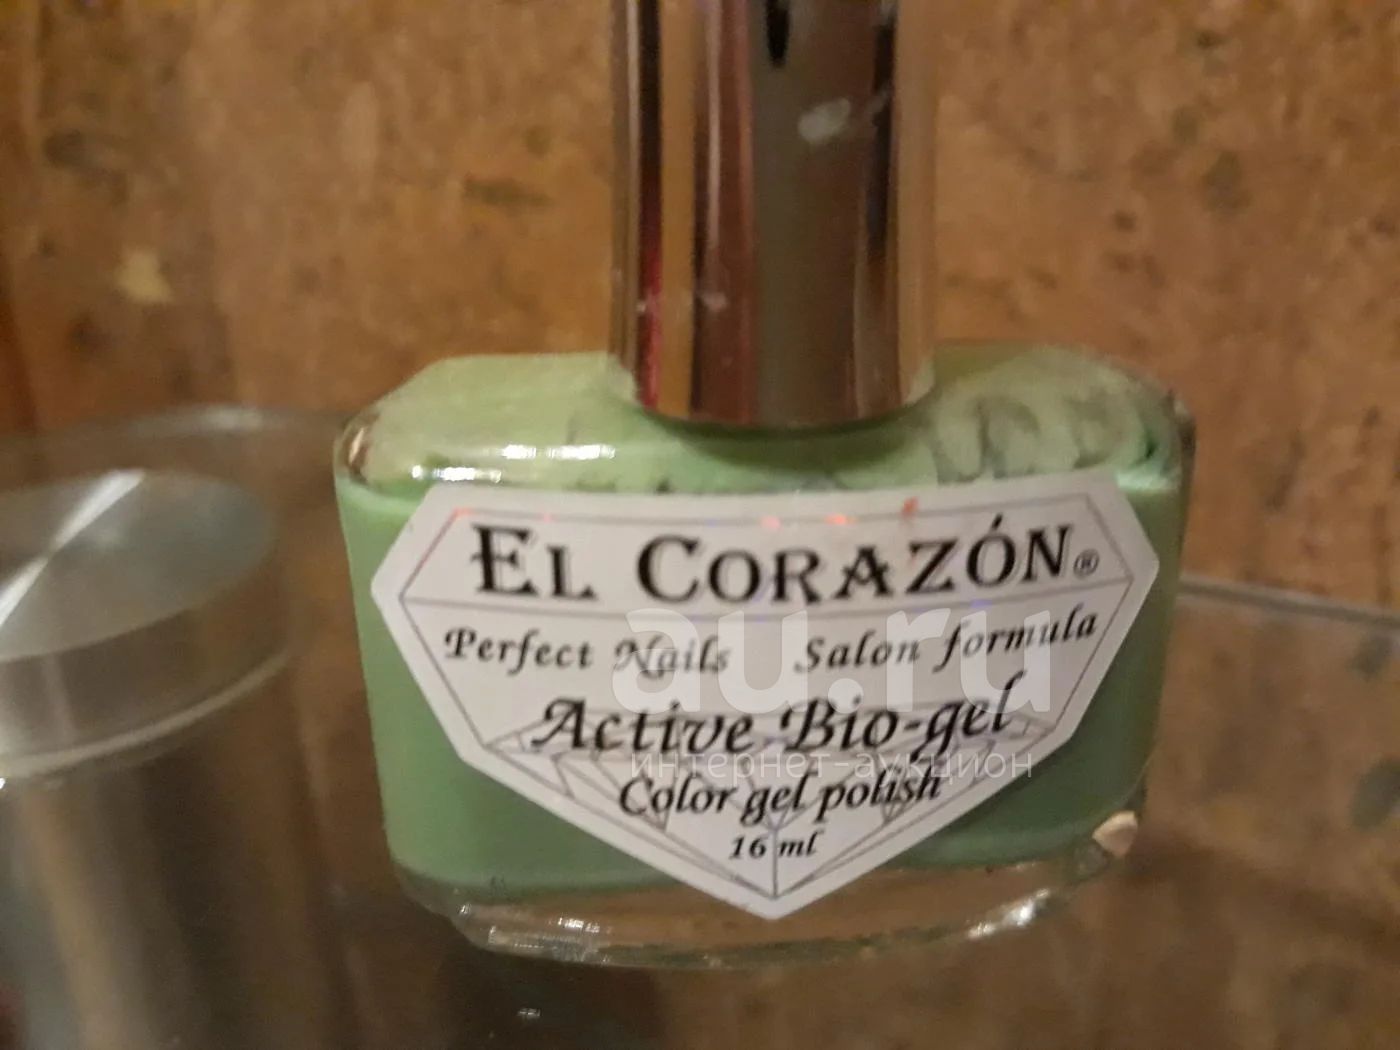 EL CORAZÓN®
Perfect Nails Salon formula
au.ru
Active Bio-gel
интернет-аукцион
Color gel polish
16 ml